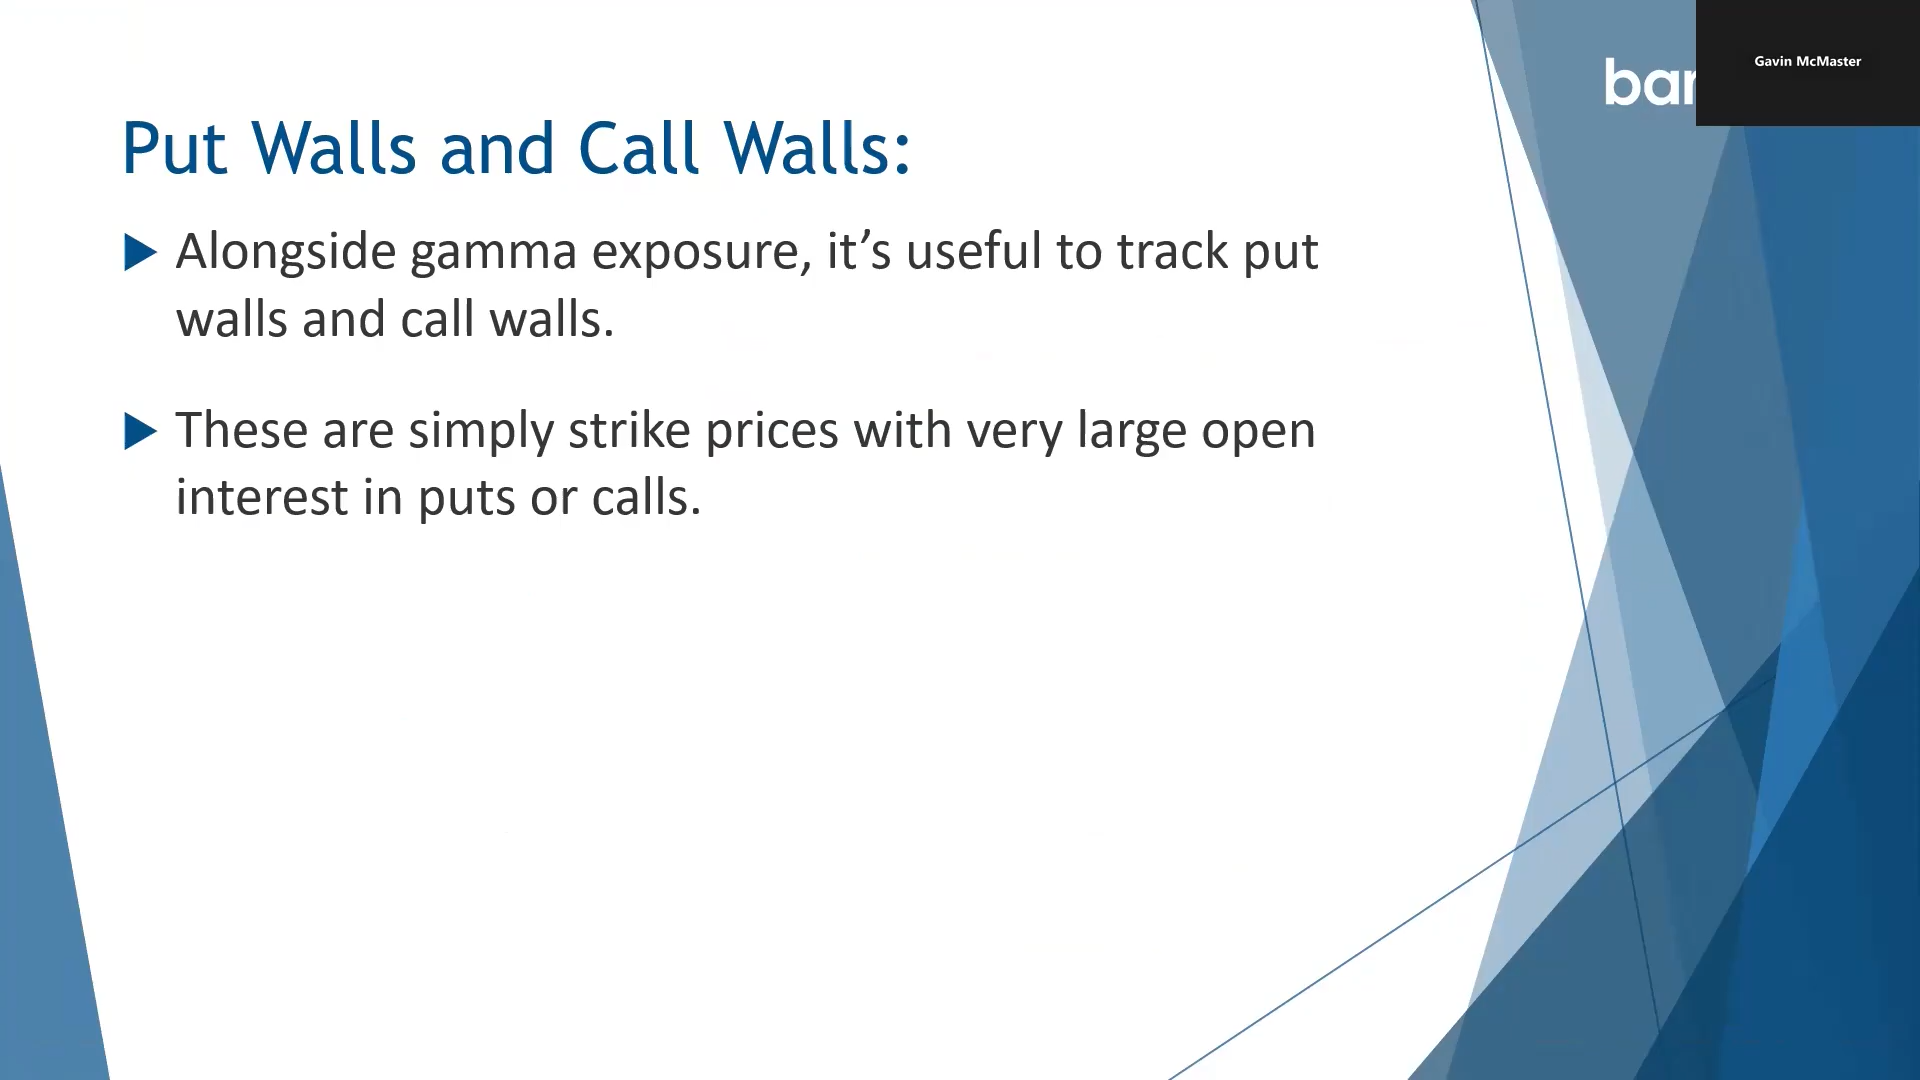 Gavin McMaster
Put Walls and Call Walls:
Alongside gamma exposure, it’s useful to track put
walls and call walls.
These are simply strike prices with very large open
interest in puts or calls.